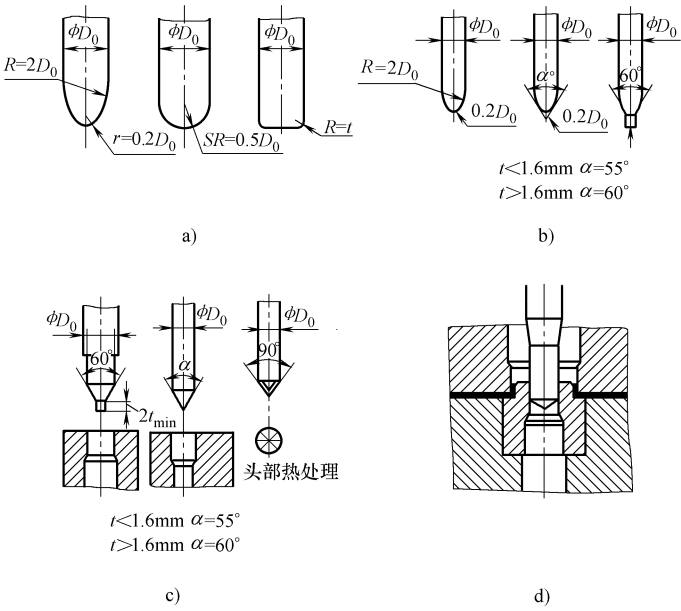 ϕD₀ ϕD₀ ϕD₀
R=2D₀
r=0.2D₀ SR=0.5D₀ R=t
a)
ϕD₀ ϕD₀ ϕD₀
R=2D₀ α° 60°
0.2D₀ 0.2D₀
t<1.6mm α=55°
t>1.6mm α=60°
b)
ϕD₀ ϕD₀ ϕD₀
60° α 90°
2tmin
头部热处理
t<1.6mm α=55°
t>1.6mm α=60°
c)
d)